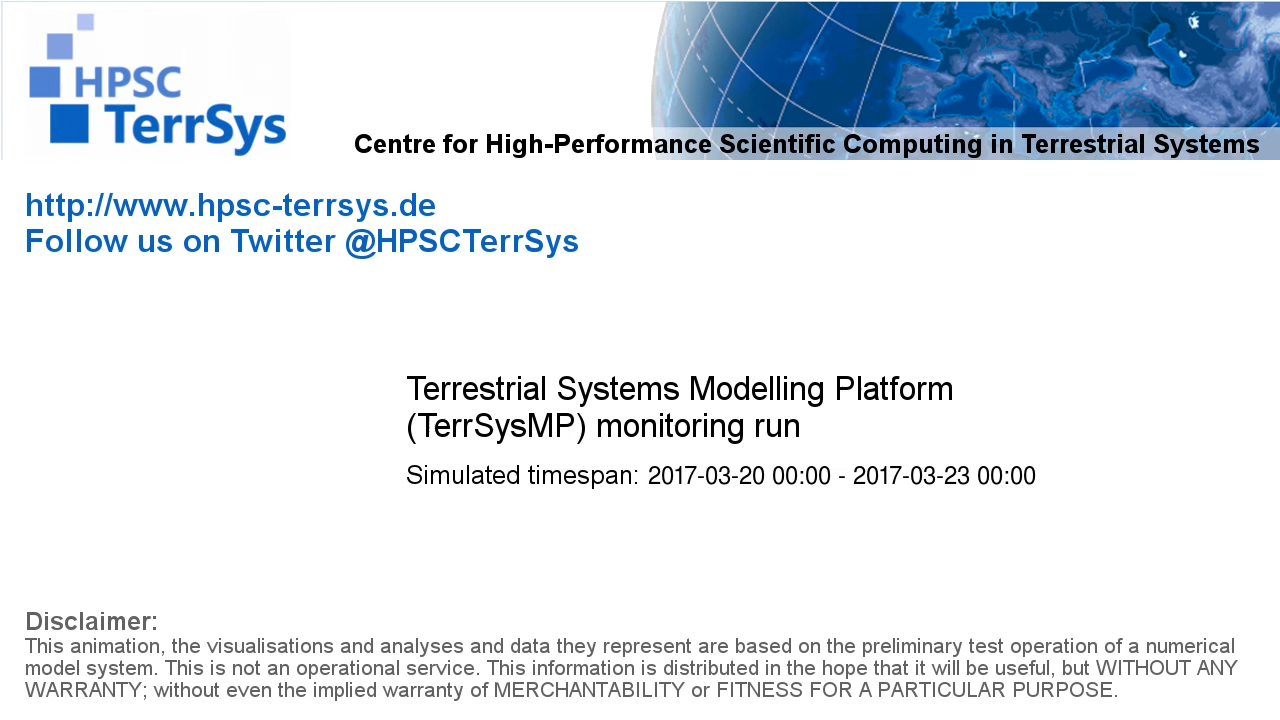 HPSC
TerrSys
Centre for High-Performance Scientific Computing in Terrestrial Systems
http://www.hpsc-terrsys.de
Follow us on Twitter @HPSCTerrSys
Terrestrial Systems Modelling Platform
(TerrSysMP) monitoring run
Simulated timespan: 2017-03-20 00:00 - 2017-03-23 00:00
Disclaimer:
This animation, the visualisations and analyses and data they represent are based on the preliminary test operation of a numerical
model system. This is not an operational service. This information is distributed in the hope that it will be useful, but WITHOUT ANY
WARRANTY; without even the implied warranty of MERCHANTABILITY or FITNESS FOR A PARTICULAR PURPOSE.